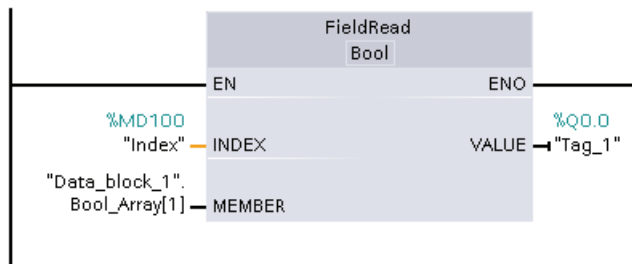 FieldRead
Bool
EN ENO
%MD100 %Q0.0
"Index" INDEX VALUE "Tag_1"
"Data_block_1".
Bool_Array[1] MEMBER